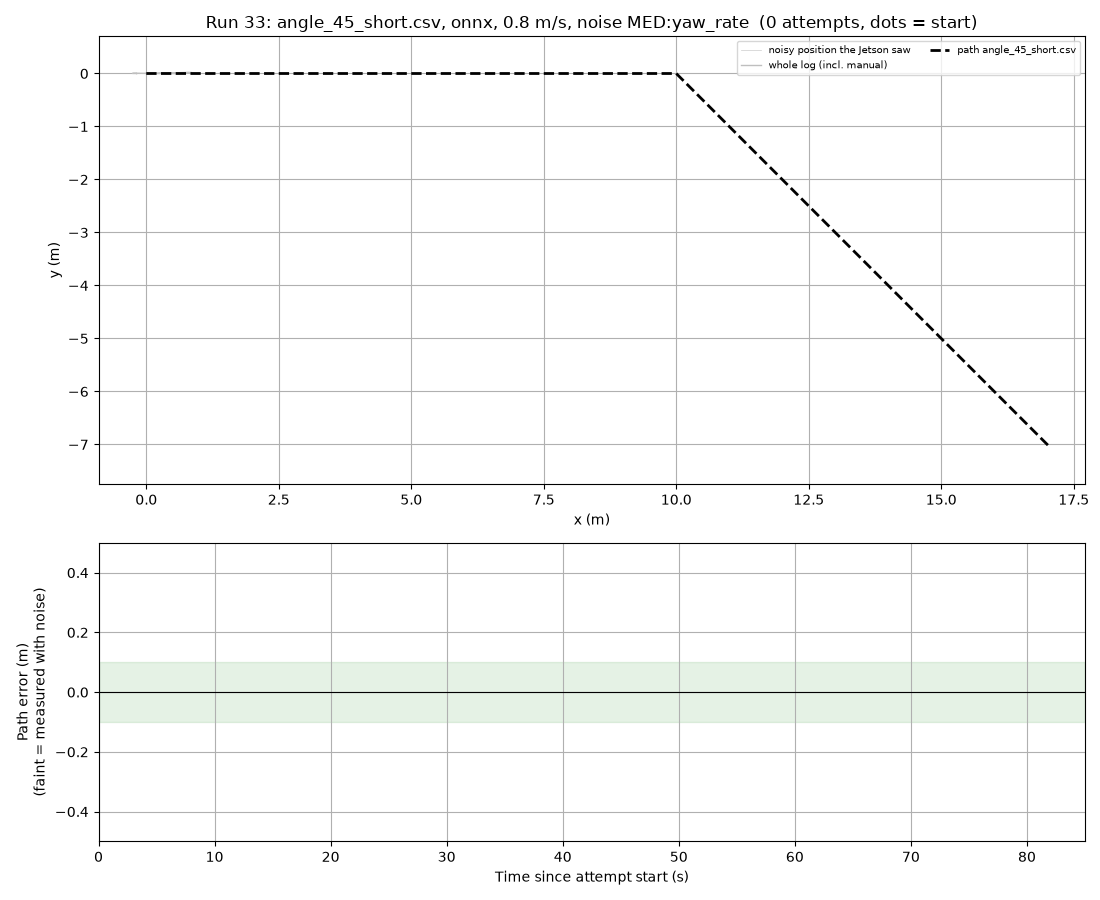 Run 33: angle_45_short.csv, onnx, 0.8 m/s, noise MED:yaw_rate  (0 attempts, dots = start)
noisy position the Jetson saw
whole log (incl. manual)
path angle_45_short.csv
0
−1
−2
−3
−4
−5
−6
−7
y (m)
0.0 2.5 5.0 7.5 10.0 12.5 15.0 17.5
x (m)
0.4
0.2
0.0
−0.2
−0.4
Path error (m)
(faint = measured with noise)
0 10 20 30 40 50 60 70 80
Time since attempt start (s)